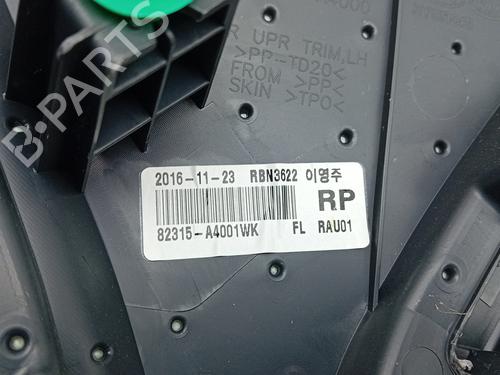 A4000
R UPR TRIM,LH
>PP-TD20<
FROM >PP<
SKIN >TPO<
B-PARTS
2016-11-23 RBN3622 이영주
RP
82315-A4001WK FL RAU01